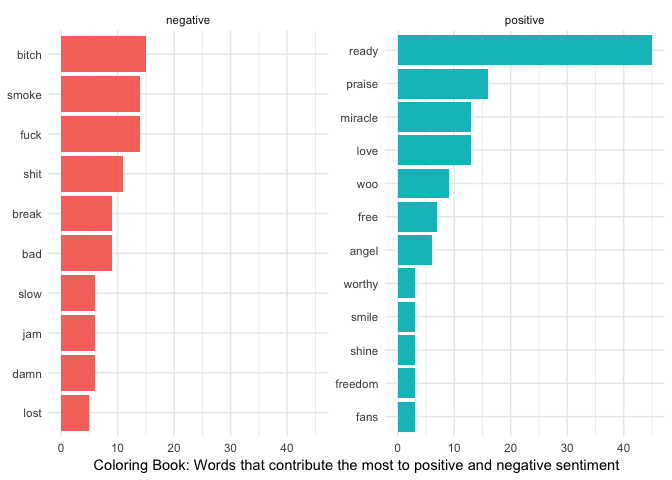 negative
bitch
smoke
fuck
shit
break
bad
slow
jam
damn
lost
0 10 20 30 40
positive
ready
praise
miracle
love
woo
free
angel
worthy
smile
shine
freedom
fans
0 10 20 30 40
Coloring Book: Words that contribute the most to positive and negative sentiment